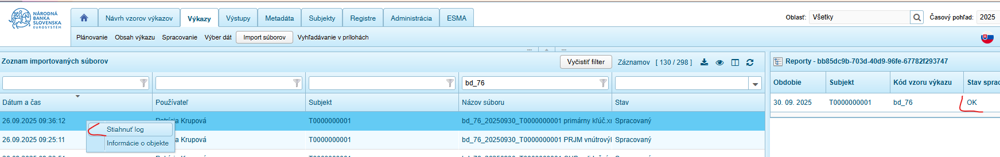 NÁRODNÁ
BANKA
SLOVENSKA
EUROSYSTÉM
Návrh vzorov výkazov Výkazy Výstupy Metadáta Subjekty Registre Administrácia ESMA
Oblasť: Všetky Časový pohľad: 2025
Plánovanie Obsah výkazu Spracovanie Výber dát Import súborov Vyhľadávanie v prílohách
Zoznam importovaných súborov Vyčistiť filter Záznamov [ 130 / 298 ]
Reporty - bb85dc9b-703d-40d9-96fe-67782f293747
bd_76
Obdobie Subjekt Kód vzoru výkazu Stav sprac
Dátum a čas Používateľ Subjekt Názov súboru Stav
30. 09. 2025 T0000000001 bd_76 OK
26.09.2025 09:36:12 Krupová T0000000001 bd_76_20250930_T0000000001 primárny kľúč.x Spracovaný
Stiahnuť log
26.09.2025 09:25:11 Krupová T0000000001 bd_76_20250930_T0000000001 PRJM vnútrovýk Spracovaný
Informácie o objekte